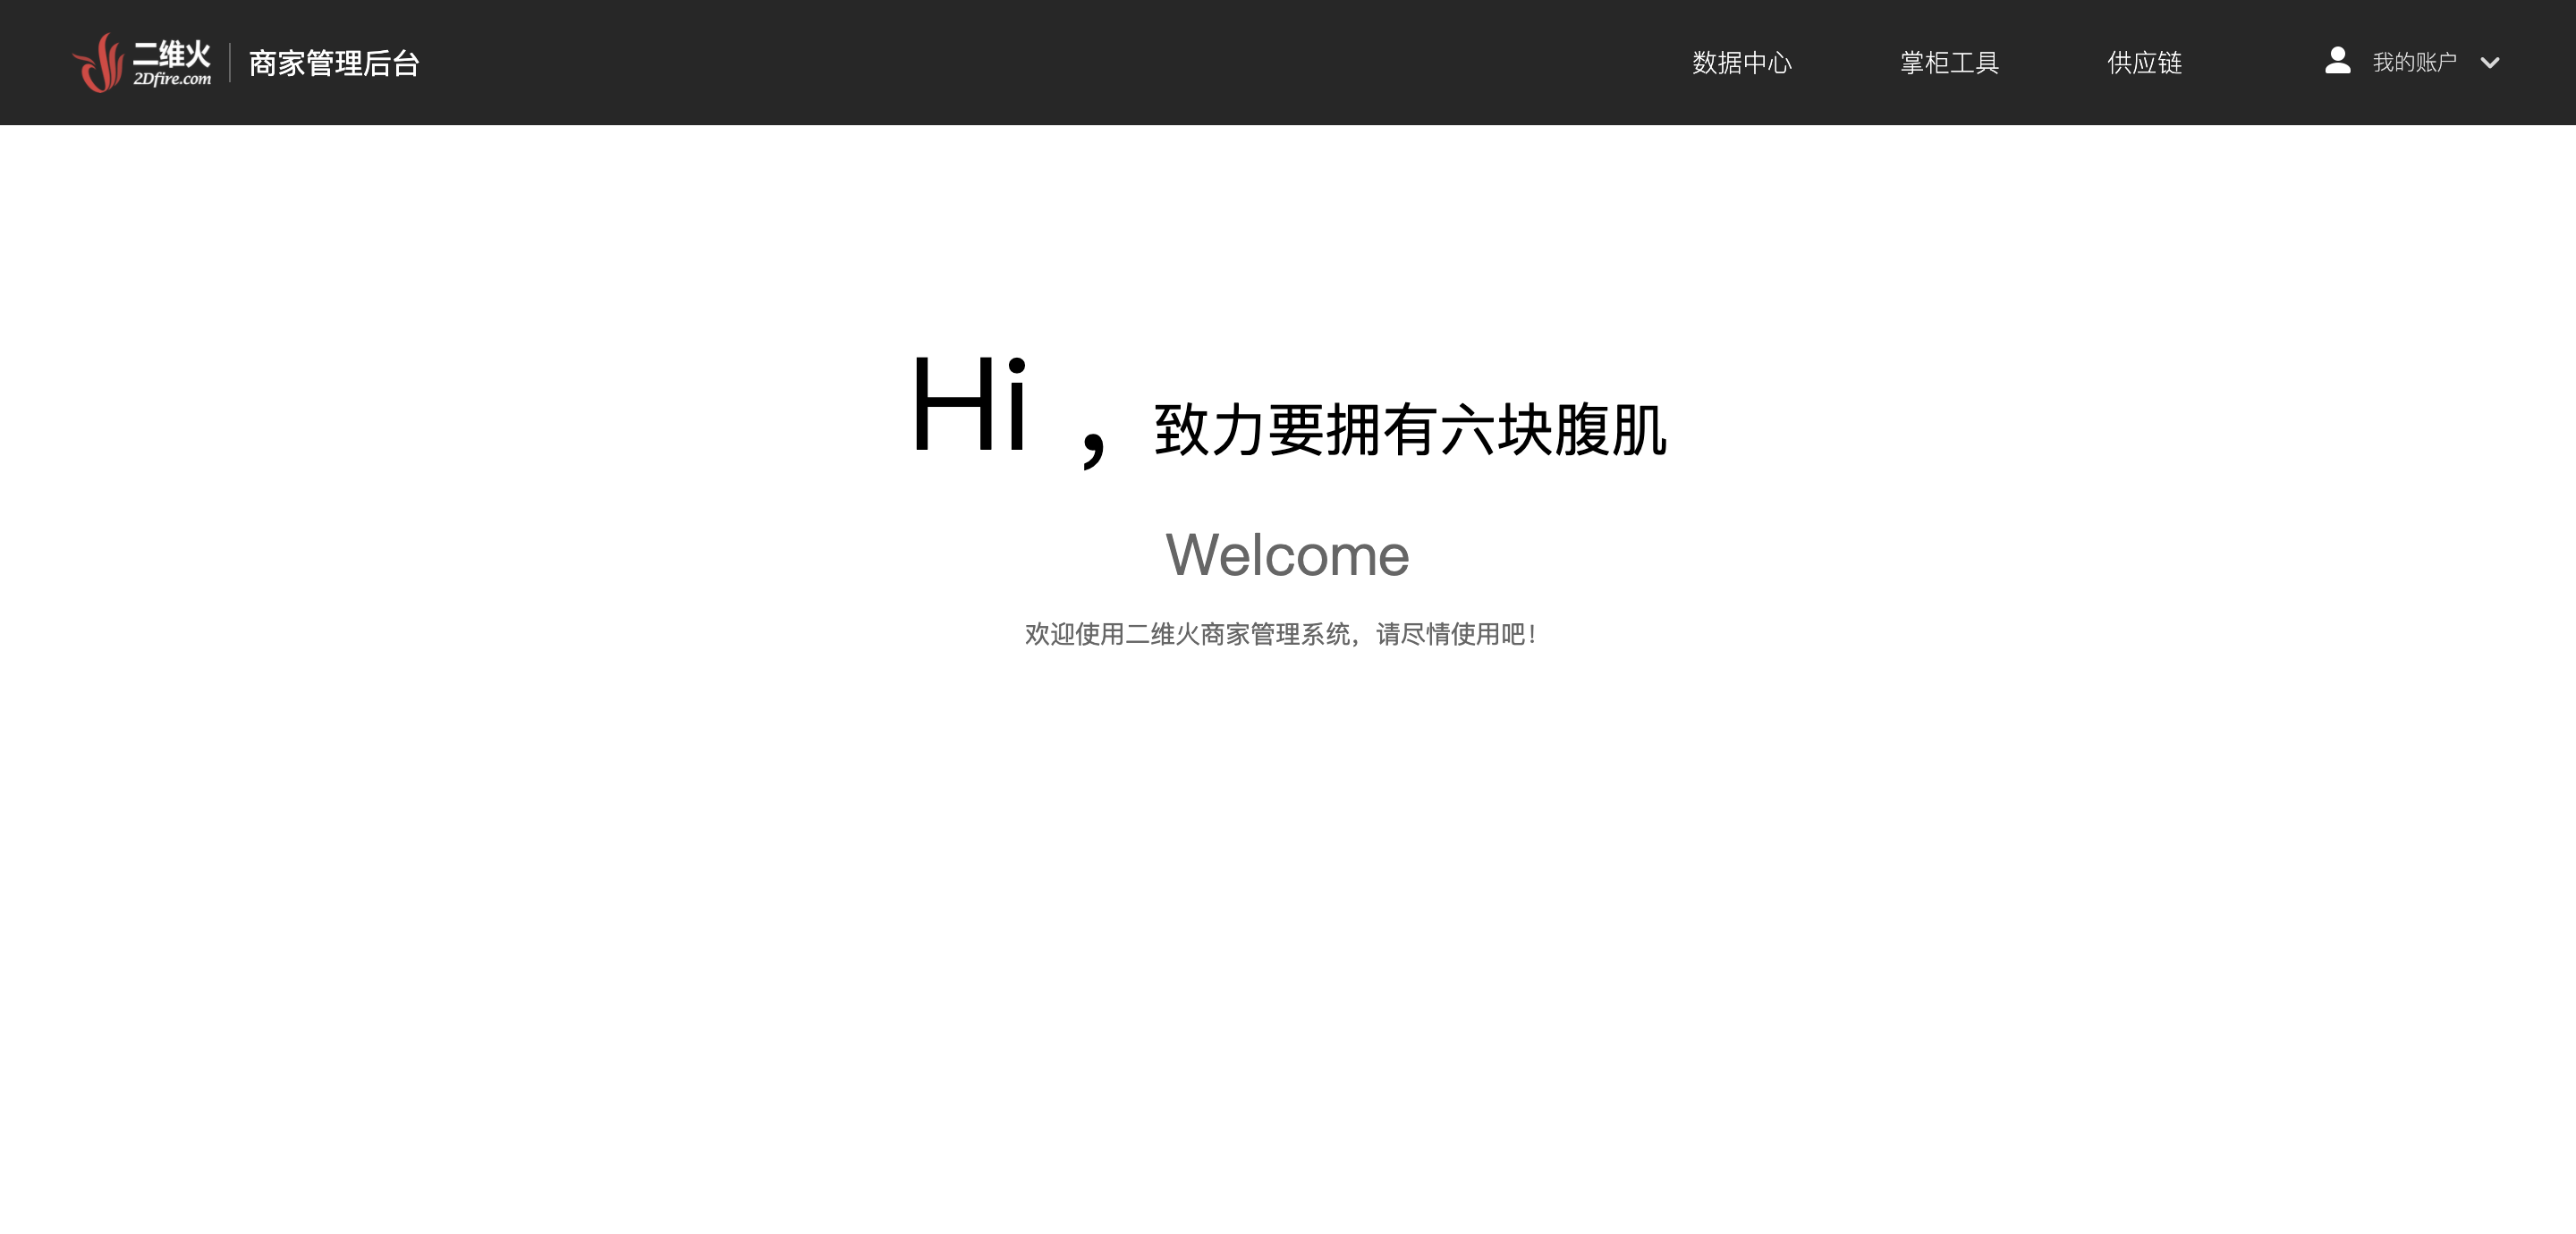 二维火
2Dfire.com
商家管理后台
数据中心
掌柜工具
供应链
我的账户
Hi ，致力要拥有六块腹肌
Welcome
欢迎使用二维火商家管理系统，请尽情使用吧！